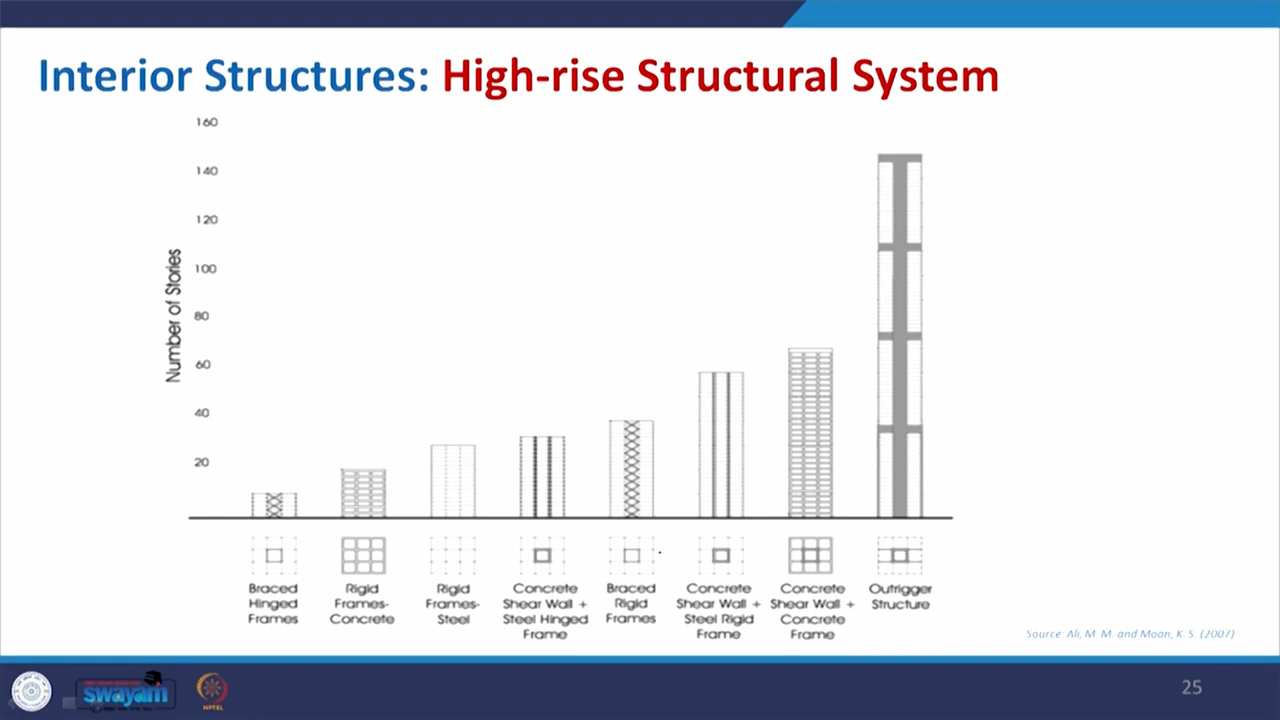 Interior Structures: High-rise Structural System
160
140
120
100
80
60
40
20
Number of Stories
Braced
Hinged
Frames
Rigid
Frames-
Concrete
Rigid
Frames-
Steel
Concrete
Shear Wall +
Steel Hinged
Frame
Braced
Rigid
Frames
Concrete
Shear Wall +
Steel Rigid
Frame
Concrete
Shear Wall +
Concrete
Frame
Outrigger
Structure
Source: Ali, M. M. and Moon, K. S. (2007)
swayam
NPTEL
25